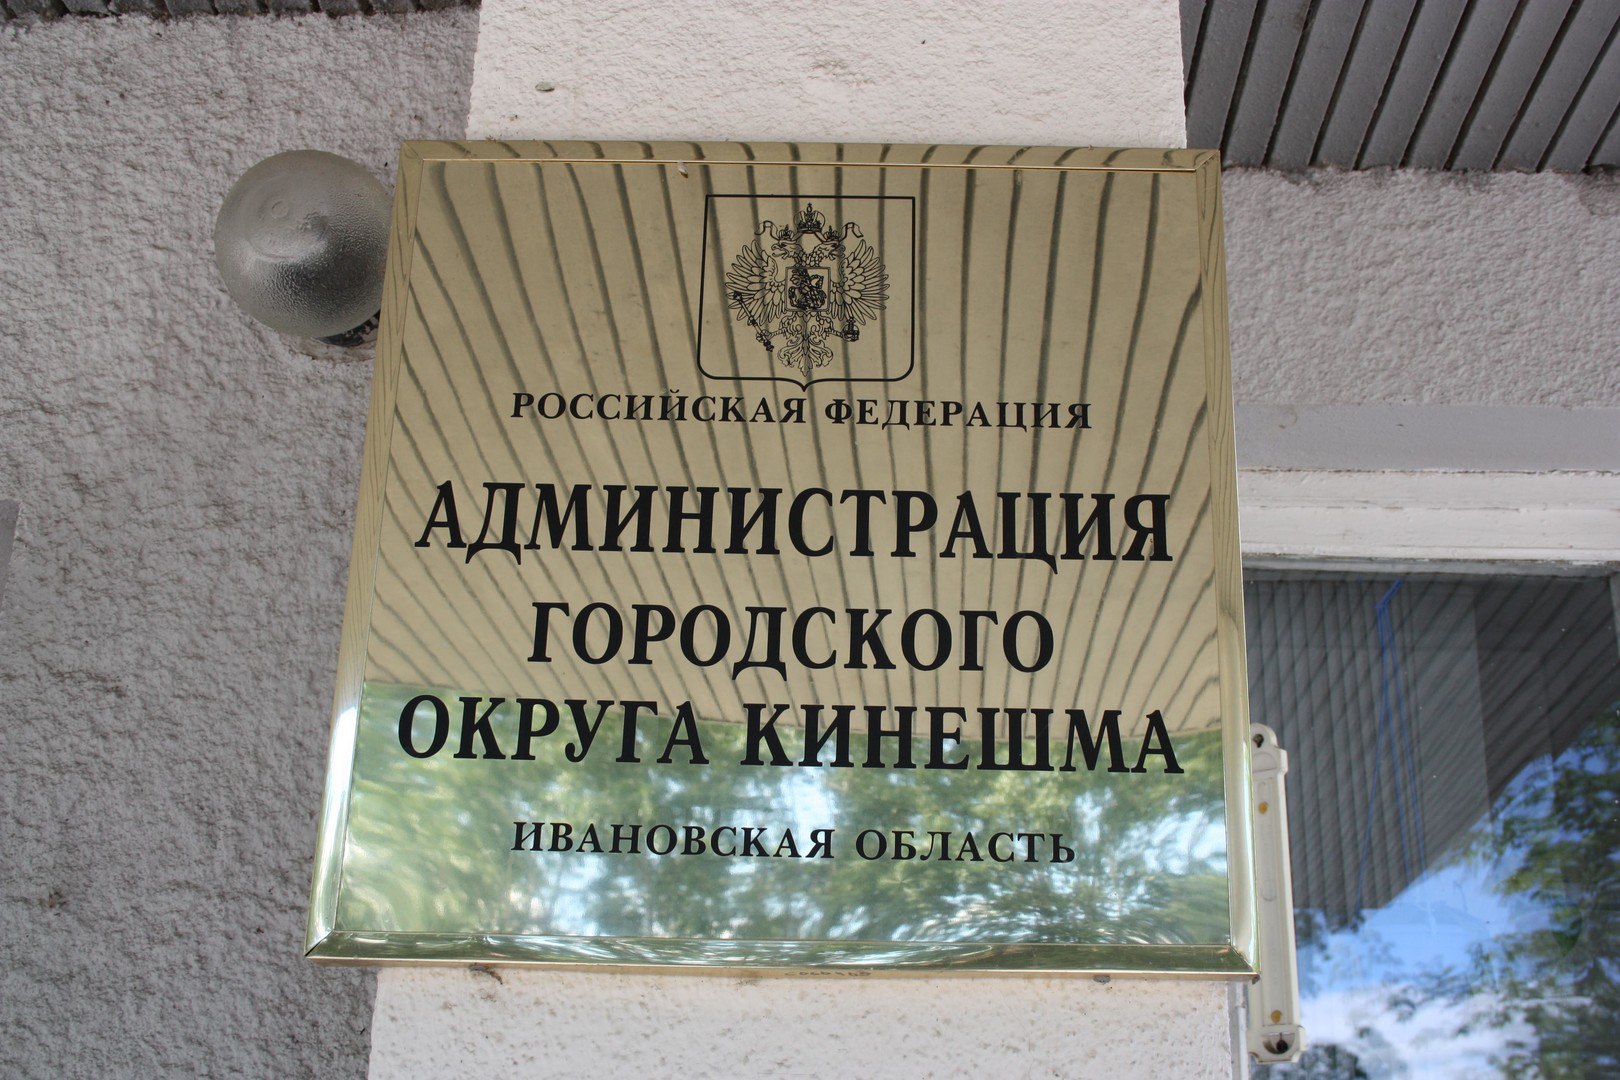 РОССИЙСКАЯ ФЕДЕРАЦИЯ
АДМИНИСТРАЦИЯ
ГОРОДСКОГО
ОКРУГА КИНЕШМА
ИВАНОВСКАЯ ОБЛАСТЬ